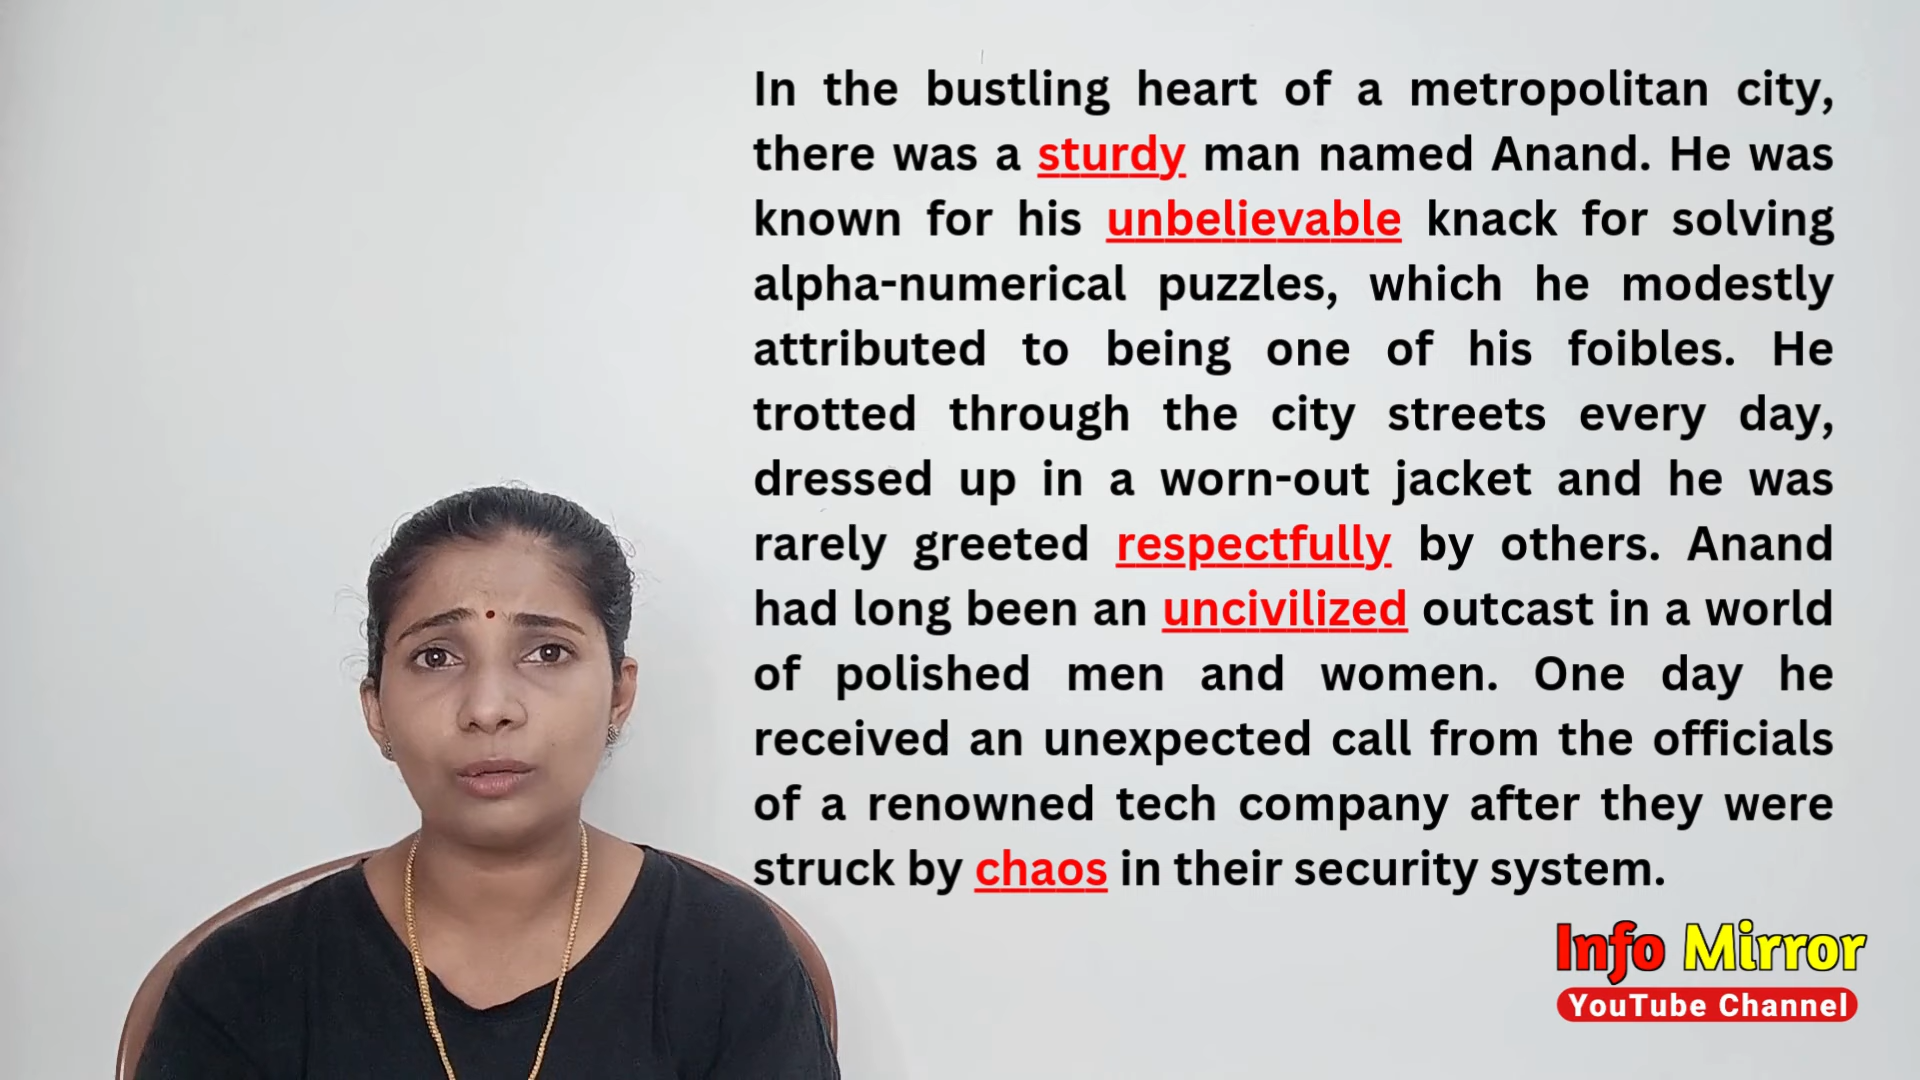 In the bustling heart of a metropolitan city,
there was a sturdy man named Anand. He was
known for his unbelievable knack for solving
alpha-numerical puzzles, which he modestly
attributed to being one of his foibles. He
trotted through the city streets every day,
dressed up in a worn-out jacket and he was
rarely greeted respectfully by others. Anand
had long been an uncivilized outcast in a world
of polished men and women. One day he
received an unexpected call from the officials
of a renowned tech company after they were
struck by chaos in their security system.
Info Mirror
YouTube Channel